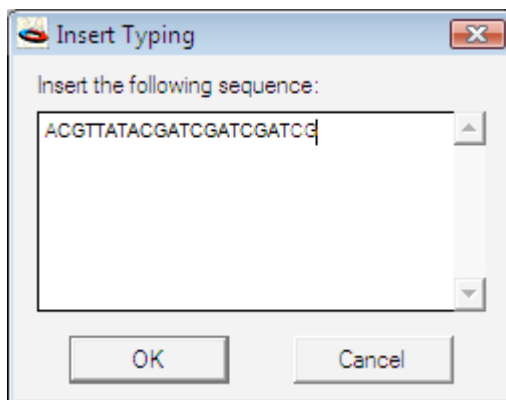 Insert Typing
Insert the following sequence:
ACGTTATACGATCGATCGATCG
OK
Cancel